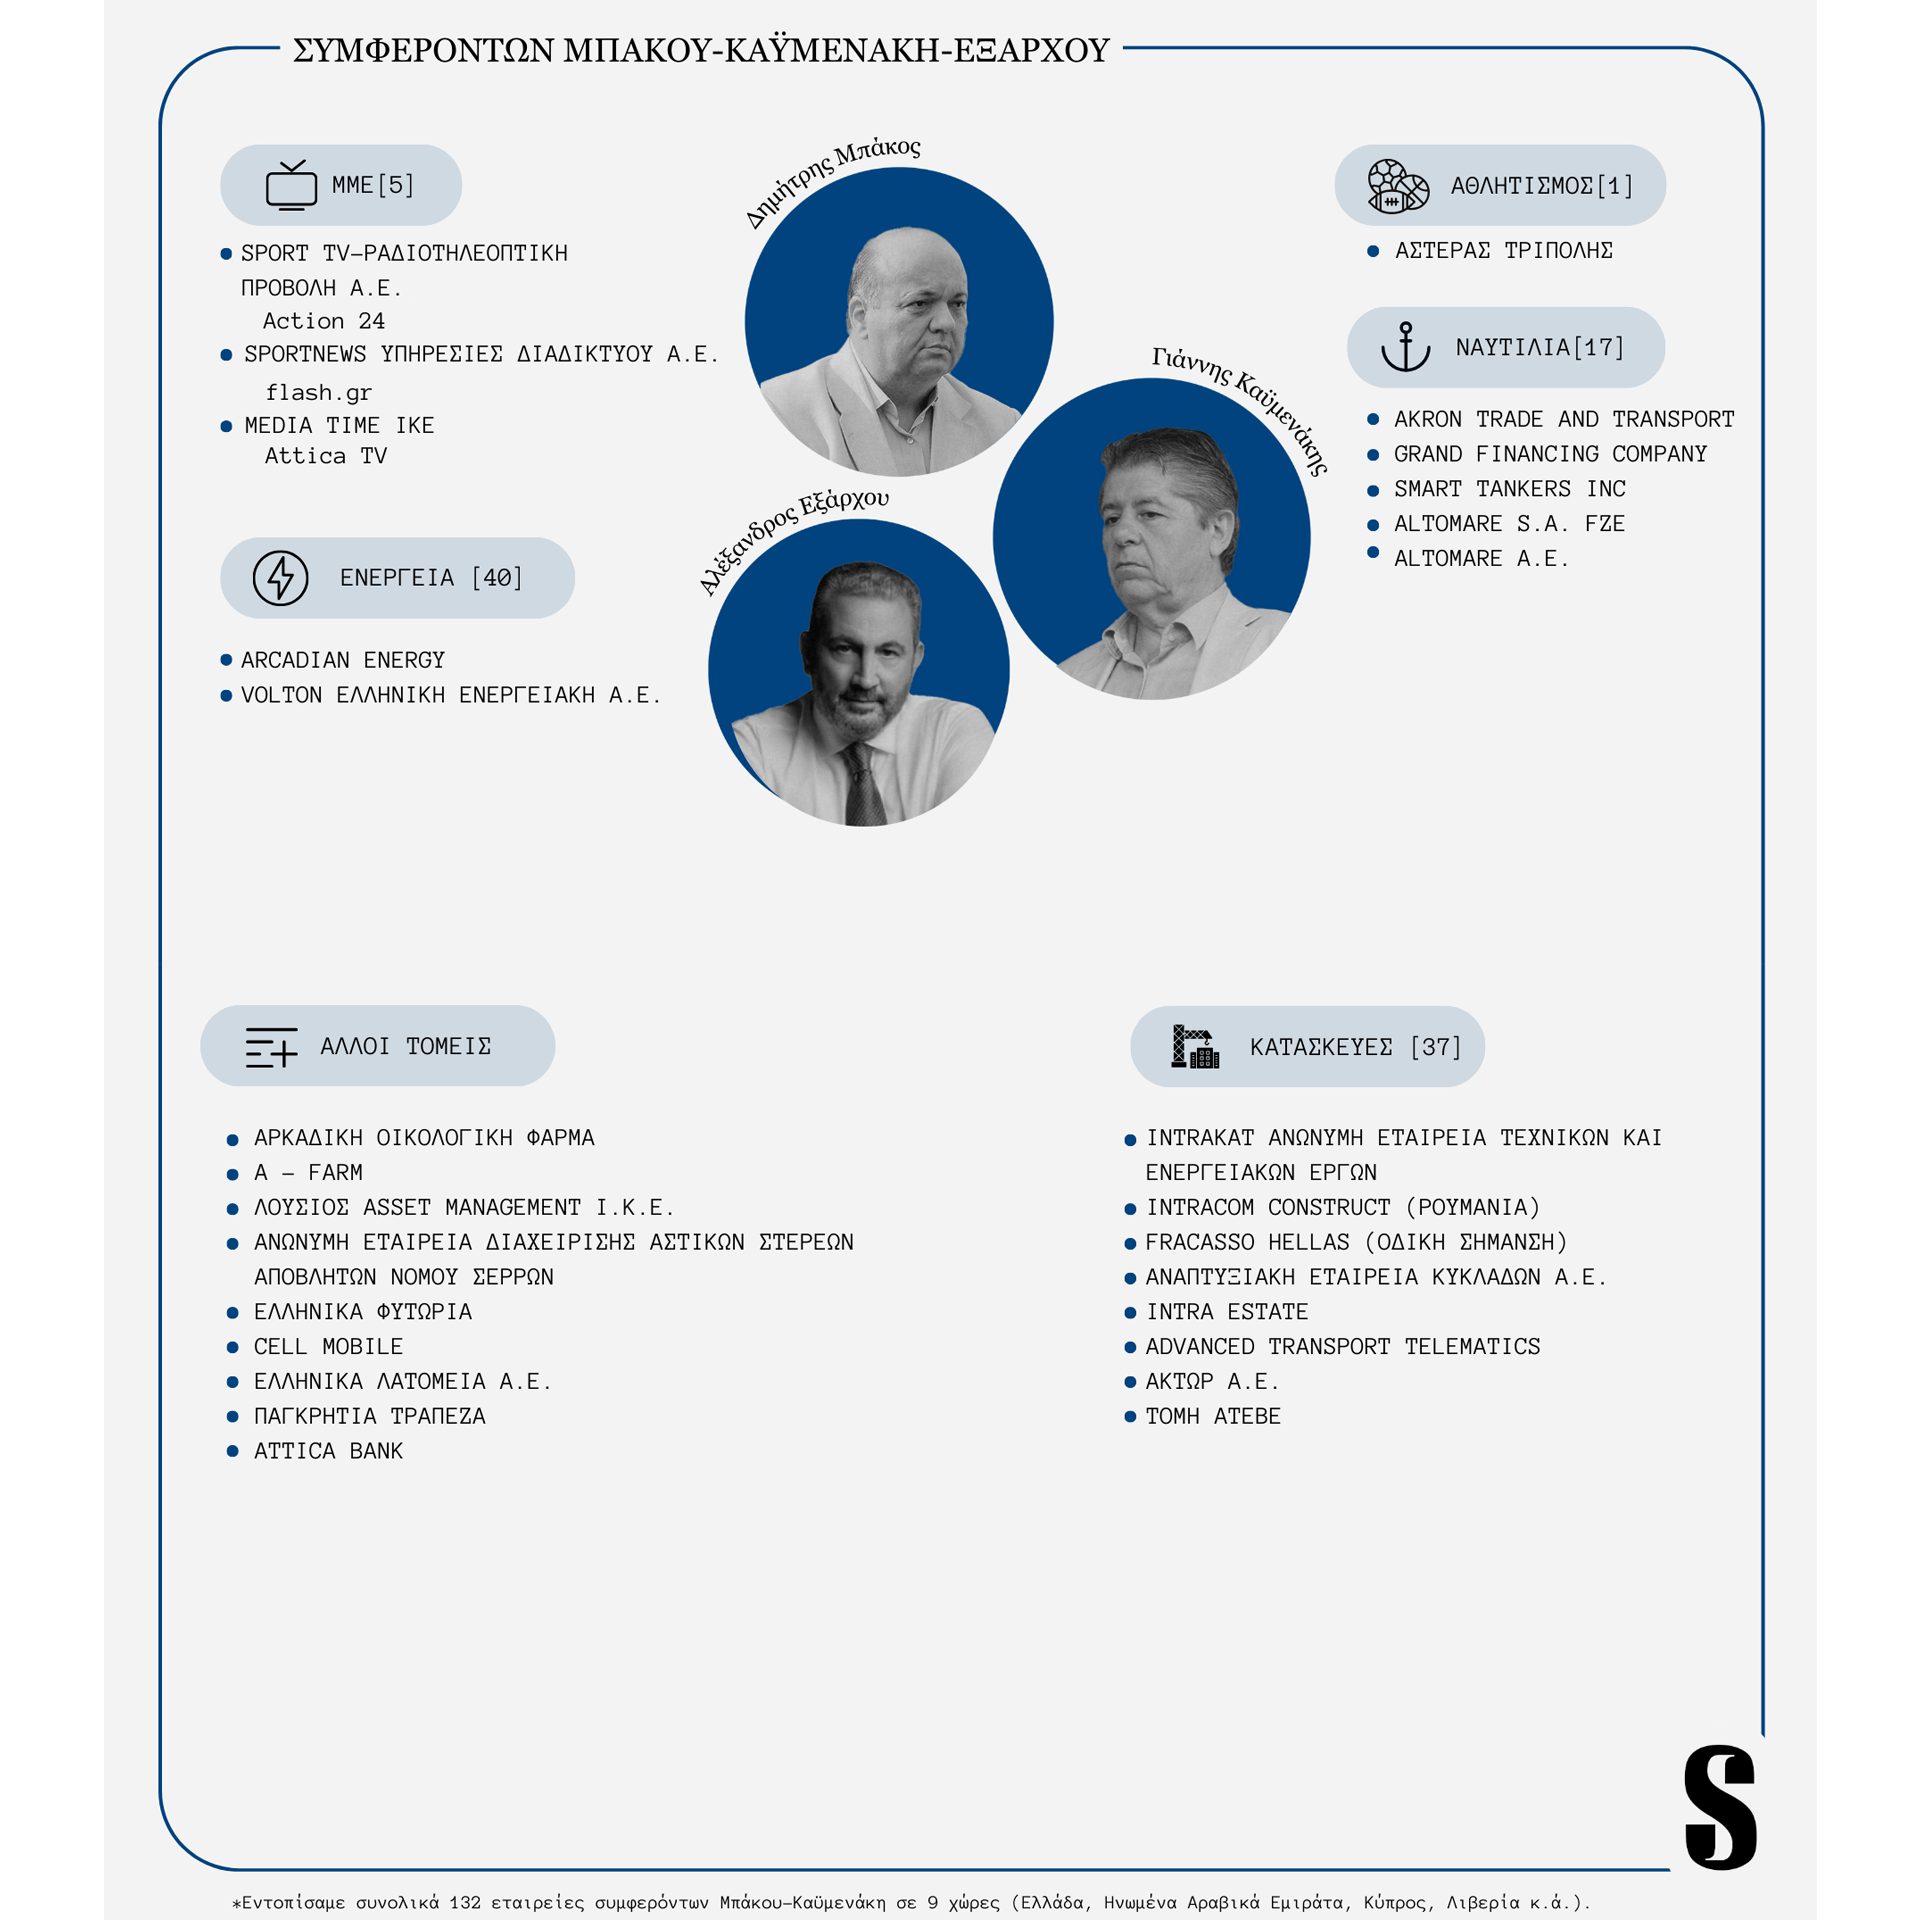 ΣΥΜΦΕΡΟΝΤΩΝ ΜΠΑΚΟΥ-ΚΑΫΜΕΝΑΚΗ-ΕΞΑΡΧΟΥ
ΜΜΕ[5]
SPORT TV–ΡΑΔΙΟΤΗΛΕΟΠΤΙΚΗ
ΠΡΟΒΟΛΗ Α.Ε.
Action 24
SPORTNEWS ΥΠΗΡΕΣΙΕΣ ΔΙΑΔΙΚΤΥΟΥ Α.Ε.
flash.gr
MEDIA TIME ΙΚΕ
Attica TV
ΕΝΕΡΓΕΙΑ [40]
ARCADIAN ENERGY
VOLTON ΕΛΛΗΝΙΚΗ ΕΝΕΡΓΕΙΑΚΗ Α.Ε.
Δημήτρης Μπάκος
Γιάννης Καϋμενάκης
Αλέξανδρος Εξάρχου
ΑΘΛΗΤΙΣΜΟΣ[1]
ΑΣΤΕΡΑΣ ΤΡΙΠΟΛΗΣ
ΝΑΥΤΙΛΙΑ[17]
AKRON TRADE AND TRANSPORT
GRAND FINANCING COMPANY
SMART TANKERS INC
ALTOMARE S.A. FZE
ALTOMARE Α.Ε.
ΑΛΛΟΙ ΤΟΜΕΙΣ
ΑΡΚΑΔΙΚΗ ΟΙΚΟΛΟΓΙΚΗ ΦΑΡΜΑ
A – FARM
ΛΟΥΣΙΟΣ ASSET MANAGEMENT Ι.Κ.Ε.
ΑΝΩΝΥΜΗ ΕΤΑΙΡΕΙΑ ΔΙΑΧΕΙΡΙΣΗΣ ΑΣΤΙΚΩΝ ΣΤΕΡΕΩΝ
ΑΠΟΒΛΗΤΩΝ ΝΟΜΟΥ ΣΕΡΡΩΝ
ΕΛΛΗΝΙΚΑ ΦΥΤΩΡΙΑ
CELL MOBILE
ΕΛΛΗΝΙΚΑ ΛΑΤΟΜΕΙΑ Α.Ε.
ΠΑΓΚΡΗΤΙΑ ΤΡΑΠΕΖΑ
ATTICA BANK
ΚΑΤΑΣΚΕΥΕΣ [37]
INTRAKAT ΑΝΩΝΥΜΗ ΕΤΑΙΡΕΙΑ ΤΕΧΝΙΚΩΝ ΚΑΙ
ΕΝΕΡΓΕΙΑΚΩΝ ΕΡΓΩΝ
INTRACOM CONSTRUCT (ΡΟΥΜΑΝΙΑ)
FRACASSO HELLAS (ΟΔΙΚΗ ΣΗΜΑΝΣΗ)
ΑΝΑΠΤΥΞΙΑΚΗ ΕΤΑΙΡΕΙΑ ΚΥΚΛΑΔΩΝ Α.Ε.
INTRA ESTATE
ADVANCED TRANSPORT TELEMATICS
ΑΚΤΩΡ Α.Ε.
ΤΟΜΗ ΑΤΕΒΕ
S
*Εντοπίσαμε συνολικά 132 εταιρείες συμφερόντων Μπάκου–Καϋμενάκη σε 9 χώρες (Ελλάδα, Ηνωμένα Αραβικά Εμιράτα, Κύπρος, Λιβερία κ.ά.).